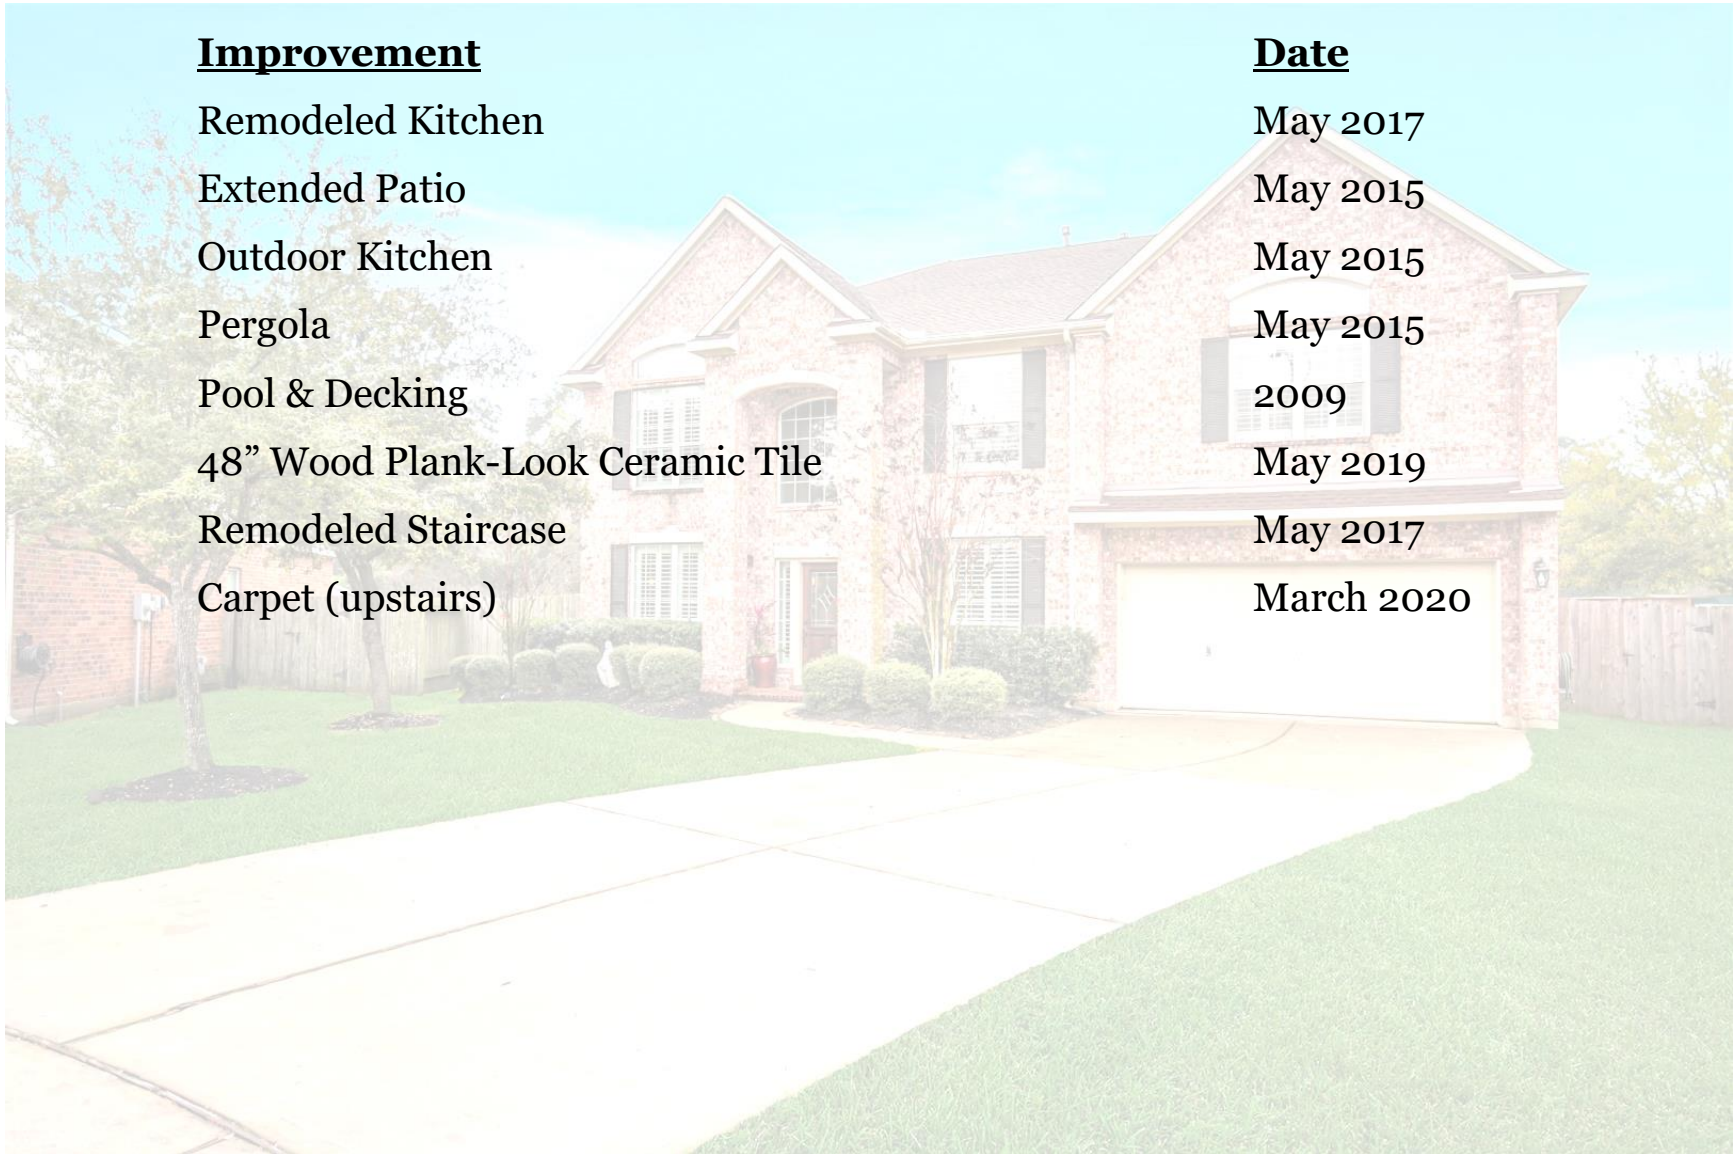 Improvement Date
Remodeled Kitchen May 2017
Extended Patio May 2015
Outdoor Kitchen May 2015
Pergola May 2015
Pool & Decking 2009
48” Wood Plank-Look Ceramic Tile May 2019
Remodeled Staircase May 2017
Carpet (upstairs) March 2020